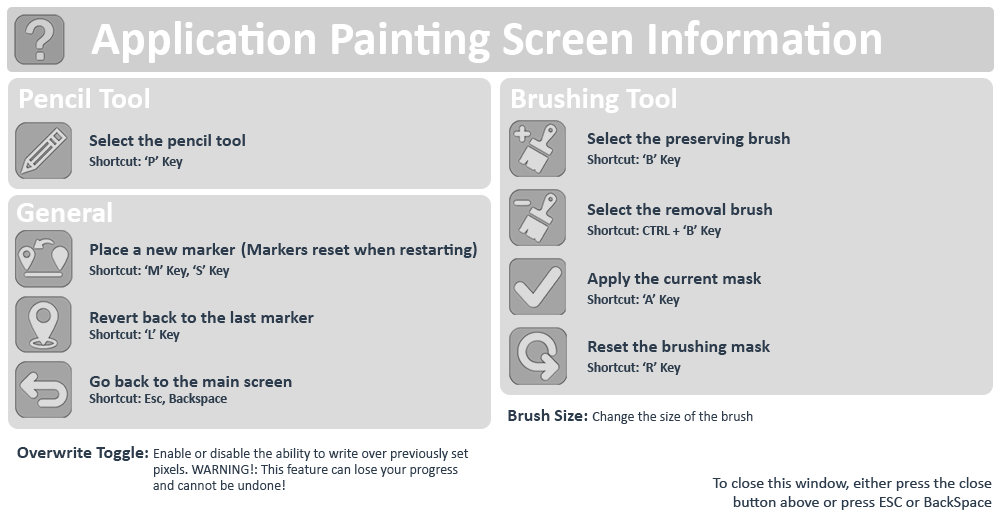 Application Painting Screen Information
Pencil Tool
Select the pencil tool
Shortcut: ‘P’ Key
General
Place a new marker (Markers reset when restarting)
Shortcut: ‘M’ Key, ‘S’ Key
Revert back to the last marker
Shortcut: ‘L’ Key
Go back to the main screen
Shortcut: Esc, Backspace
Overwrite Toggle: Enable or disable the ability to write over previously set
pixels. WARNING!: This feature can lose your progress
and cannot be undone!
Brushing Tool
Select the preserving brush
Shortcut: ‘B’ Key
Select the removal brush
Shortcut: CTRL + ‘B’ Key
Apply the current mask
Shortcut: ‘A’ Key
Reset the brushing mask
Shortcut: ‘R’ Key
Brush Size: Change the size of the brush
To close this window, either press the close
button above or press ESC or BackSpace